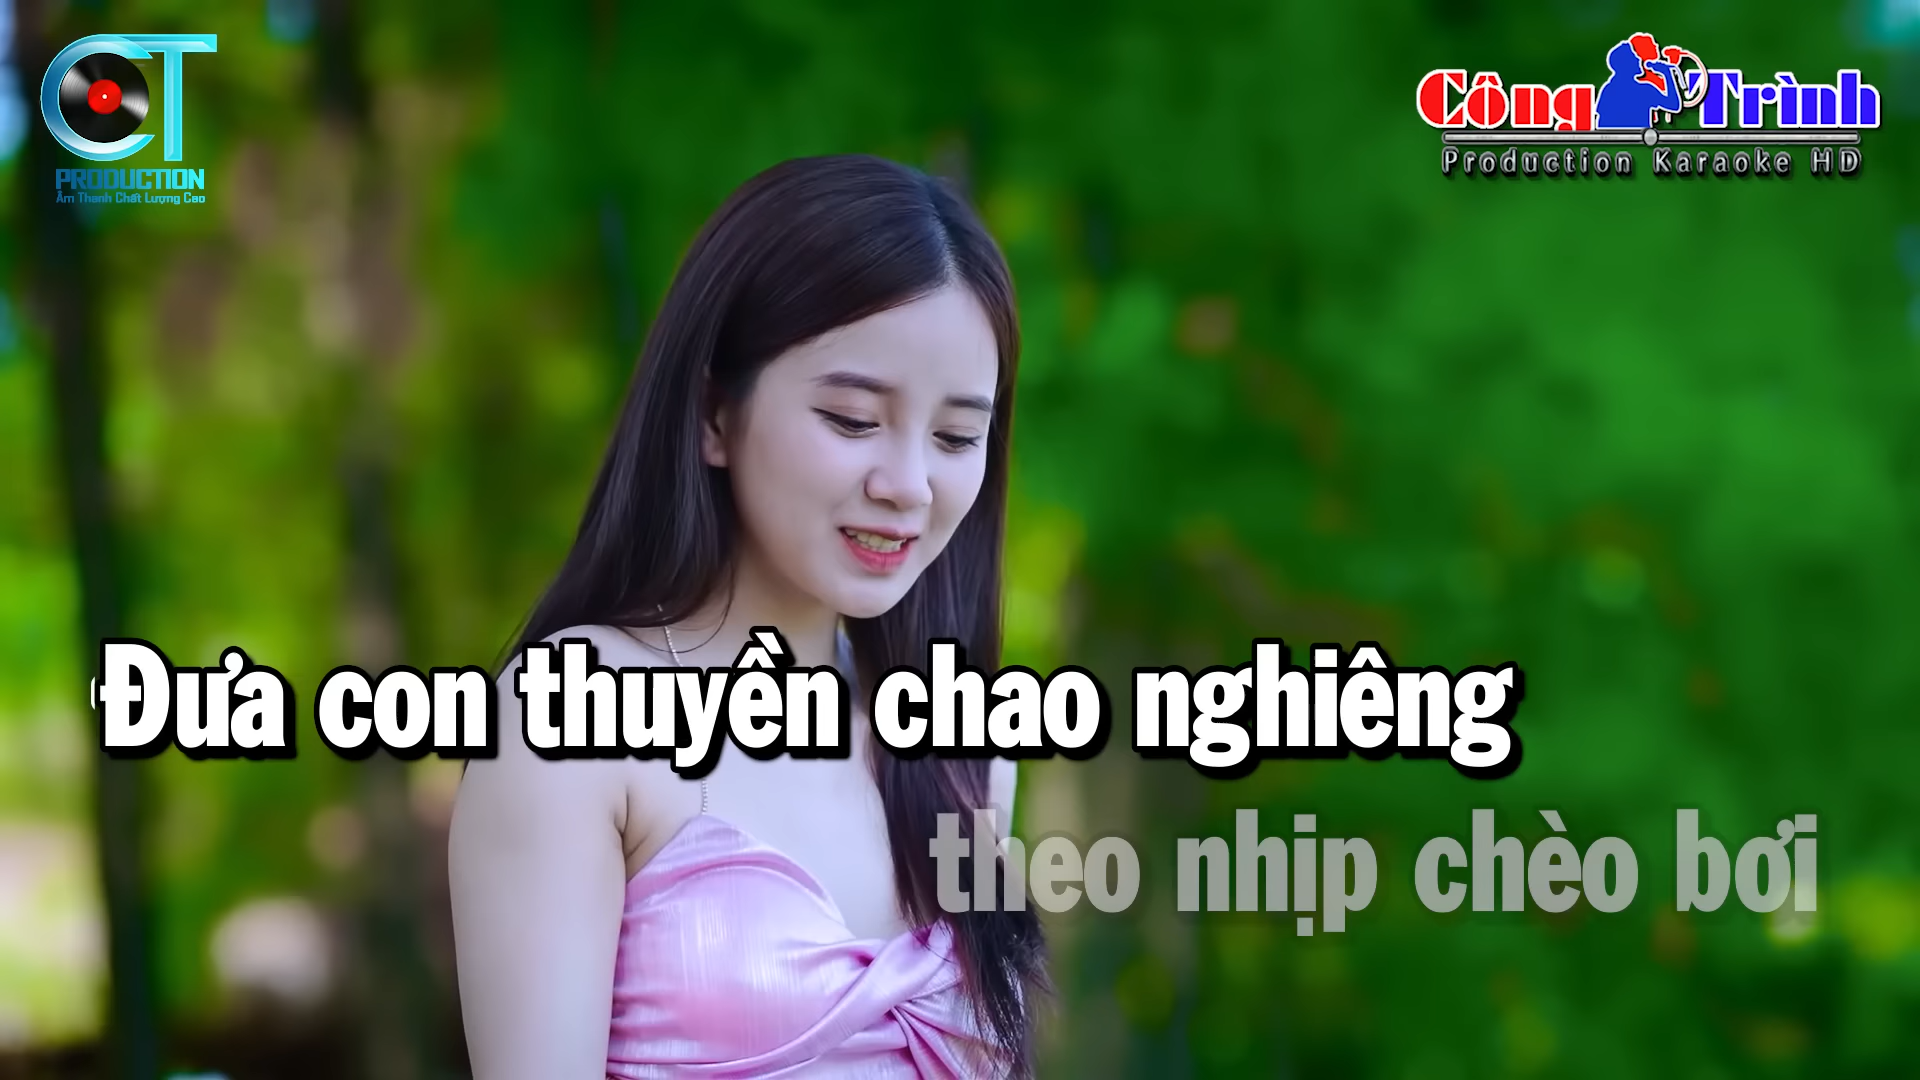 CT
PRODUCTION
Âm Thanh Chất Lượng Cao
Công Trình
Production Karaoke HD
Đưa con thuyền chao nghiêng
theo nhịp chèo bơi